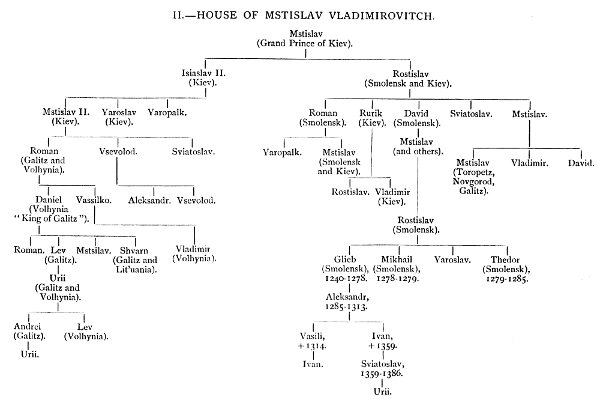 II.—HOUSE OF MSTISLAV VLADIMIROVITCH.
Mstislav
(Grand Prince of Kiev).
Isiaslav II.
(Kiev).
Rostislav
(Smolensk and Kiev).
Mstislav II.
(Kiev).
Yaroslav
(Kiev).
Yaropalk.
Roman
(Smolensk).
Rurik
(Kiev).
David
(Smolensk).
Sviatoslav.
Mstislav.
Roman
(Galitz and
Volhynia).
Vsevolod.
Sviatoslav.
Yaropalk.
Mstislav
(Smolensk
and Kiev).
Mstislav
(and others).
Mstislav
(Toropetz,
Novgorod,
Galitz).
Vladimir.
David.
Daniel
(Volhynia
"King of Galitz").
Vassilko.
Aleksandr.
Vsevolod.
Rostislav.
Vladimir
(Kiev).
Rostislav
(Smolensk).
Roman.
Lev
(Galitz).
Mstsilav.
Shvarn
(Galitz and
Lit'uania).
Vladimir
(Volhynia).
Glieb
(Smolensk),
1240-1278.
Mikhail
(Smolensk),
1278-1279.
Yaroslav.
Thedor
(Smolensk),
1279-1285.
Urii
(Galitz and
Volhynia).
Aleksandr,
1285-1313.
Andrei
(Galitz).
Lev
(Volhynia).
Vasili,
+1314.
Ivan,
+1359.
Urii.
Ivan.
Sviatoslav,
1359-1386.
Urii.